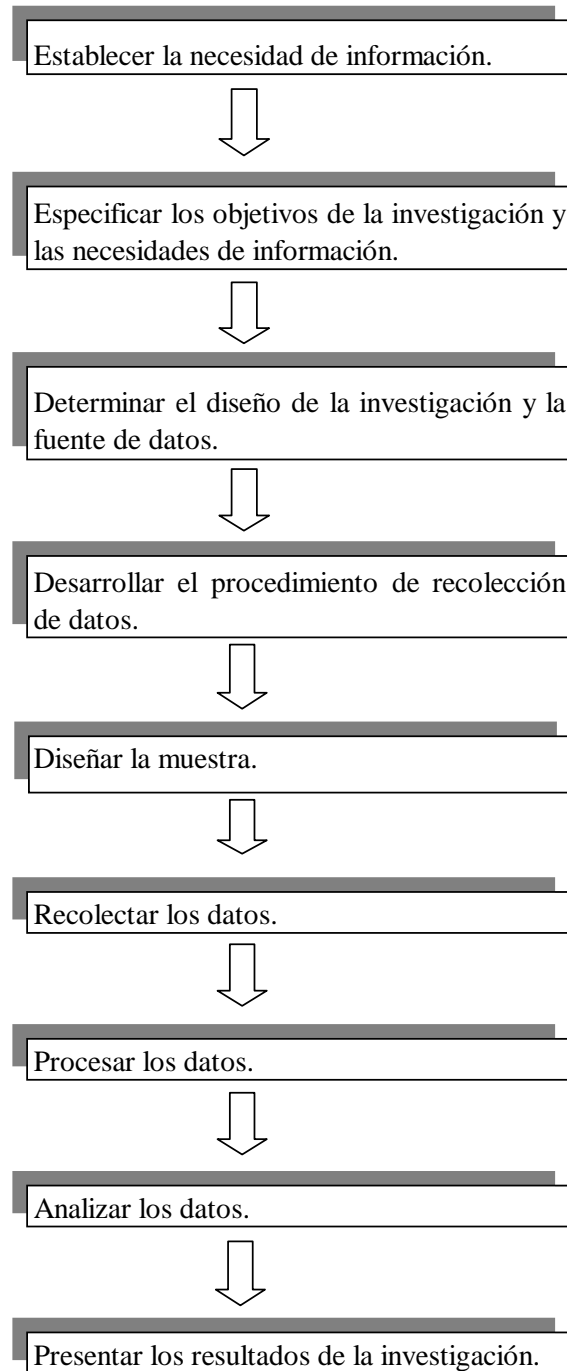 Establecer la necesidad de información.
Especificar los objetivos de la investigación y
las necesidades de información.
Determinar el diseño de la investigación y la
fuente de datos.
Desarrollar el procedimiento de recolección
de datos.
Diseñar la muestra.
Recolectar los datos.
Procesar los datos.
Analizar los datos.
Presentar los resultados de la investigación.